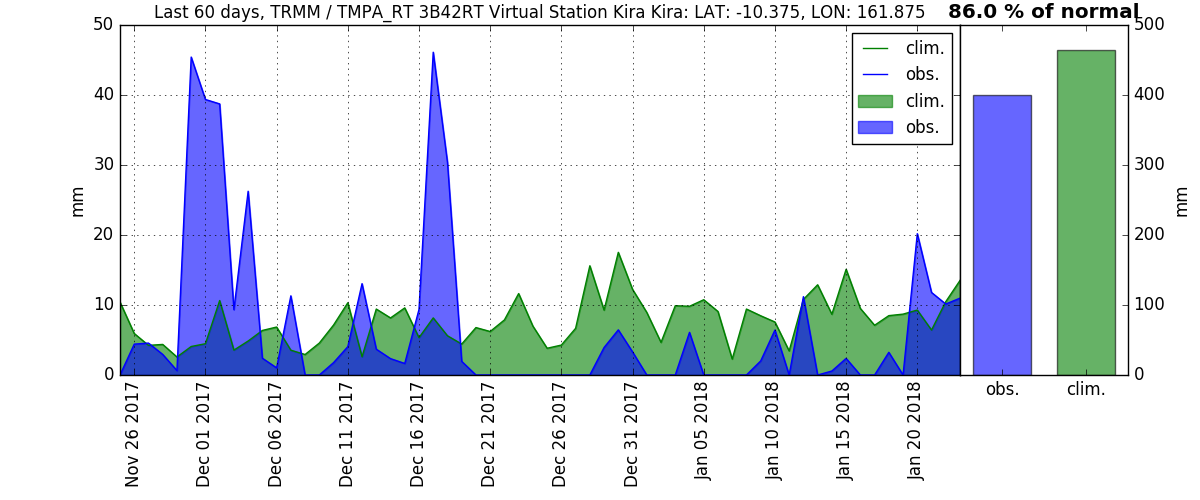 Last 60 days, TRMM / TMPA_RT 3B42RT Virtual Station Kira Kira: LAT: -10.375, LON: 161.875
86.0 % of normal
50
40
30
20
10
0
mm
clim.
obs.
clim.
obs.
500
400
300
200
100
0
mm
Nov 26 2017
Dec 01 2017
Dec 06 2017
Dec 11 2017
Dec 16 2017
Dec 21 2017
Dec 26 2017
Dec 31 2017
Jan 05 2018
Jan 10 2018
Jan 15 2018
Jan 20 2018
obs.
clim.